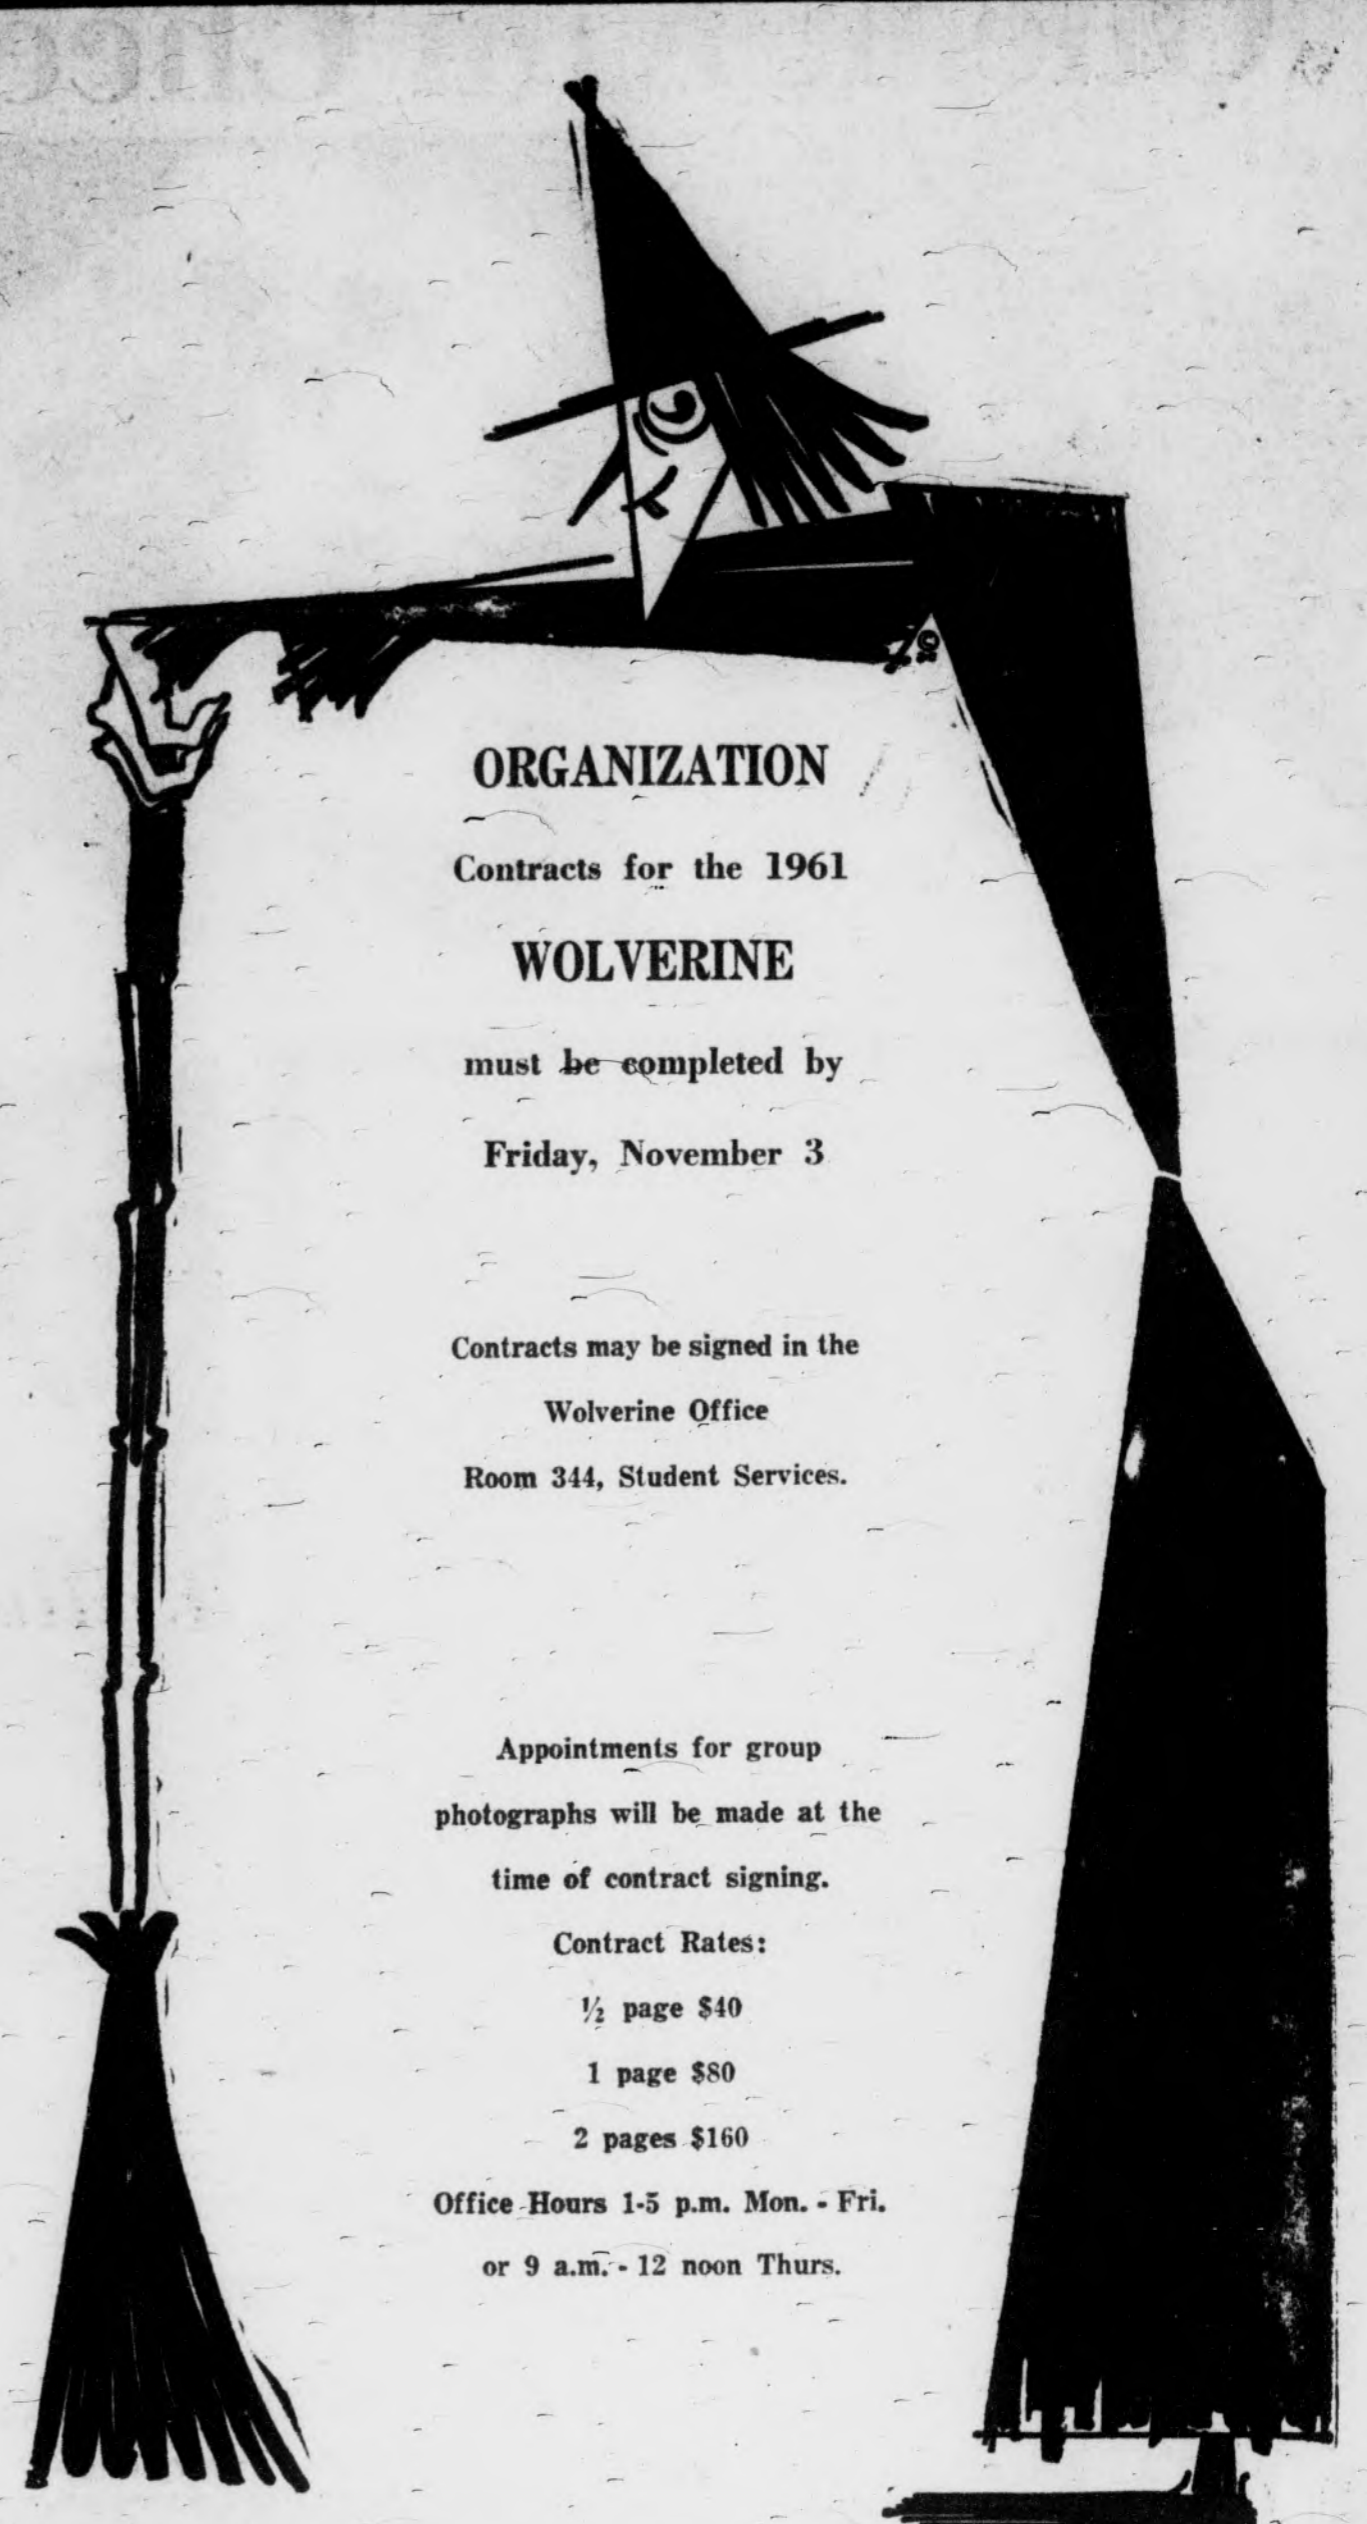 ORGANIZATION
Contracts for the 1961
WOLVERINE
must be completed by
Friday, November 3
Contracts may be signed in the
Wolverine Office
Room 344, Student Services.
Appointments for group
photographs will be made at the
time of contract signing.
Contract Rates:
½ page $40
1 page $80
2 pages $160
Office Hours 1-5 p.m. Mon. - Fri.
or 9 a.m. - 12 noon Thurs.